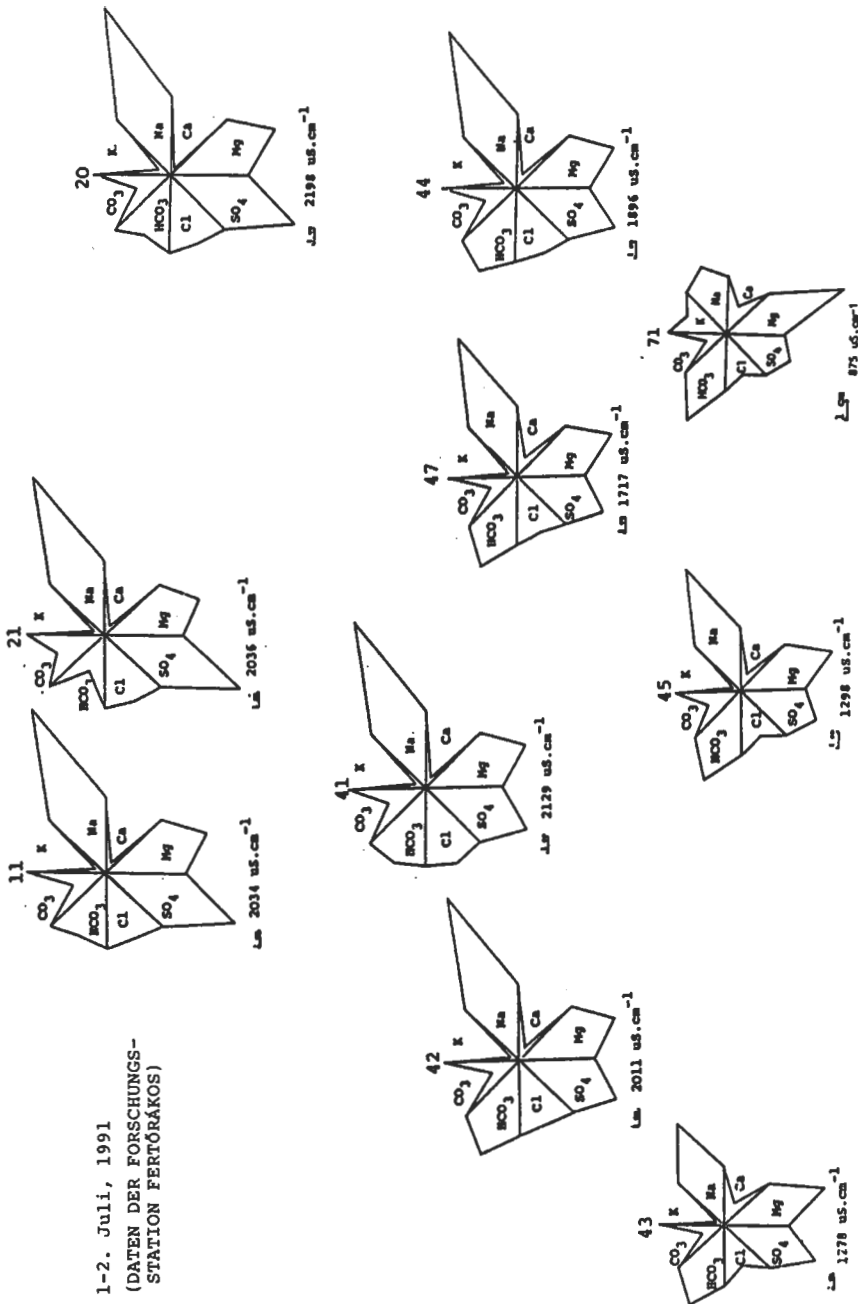 1-2. Juli, 1991
(DATEN DER FORSCHUNGS-
STATION FERTŐRÁKOS)
11
CO₃ K
HCO₃ Na
Cl Ca
SO₄ Mg
2034 uS.cm⁻¹
21
CO₃ K
HCO₃ Na
Cl Ca
SO₄ Mg
2036 uS.cm⁻¹
20
CO₃ K
HCO₃ Na
Cl Ca
SO₄ Mg
2198 uS.cm⁻¹
42
CO₃ K
HCO₃ Na
Cl Ca
SO₄ Mg
2011 uS.cm⁻¹
41
CO₃ K
HCO₃ Na
Cl Ca
SO₄ Mg
2129 uS.cm⁻¹
47
CO₃ K
HCO₃ Na
Cl Ca
SO₄ Mg
1717 uS.cm⁻¹
44
CO₃ K
HCO₃ Na
Cl Ca
SO₄ Mg
1896 uS.cm⁻¹
43
CO₃ K
HCO₃ Na
Cl Ca
SO₄ Mg
1278 uS.cm⁻¹
45
CO₃ K
HCO₃ Na
Cl Ca
SO₄ Mg
1298 uS.cm⁻¹
71
CO₃ K
HCO₃ Na
Cl Ca
SO₄ Mg
875 uS.cm⁻¹